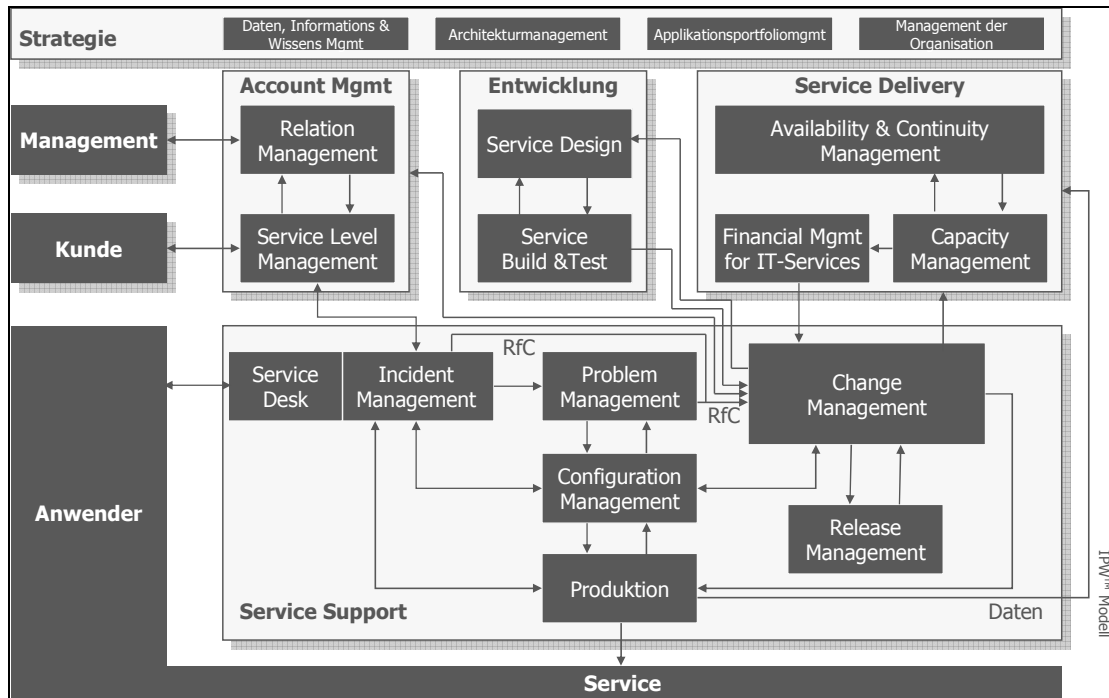 Strategie
Daten, Informations &
Wissens Mgmt
Architekturmanagement
Applikationsportfoliomgmt
Management der
Organisation
Account Mgmt
Entwicklung
Service Delivery
Management
Relation
Management
Service Design
Availability & Continuity
Management
Kunde
Service Level
Management
Service
Build &Test
Financial Mgmt
for IT-Services
Capacity
Management
RfC
Service
Desk
Incident
Management
Problem
Management
RfC
Change
Management
Configuration
Management
Anwender
Release
Management
Produktion
Service Support
Daten
IPW™ Modell
Service